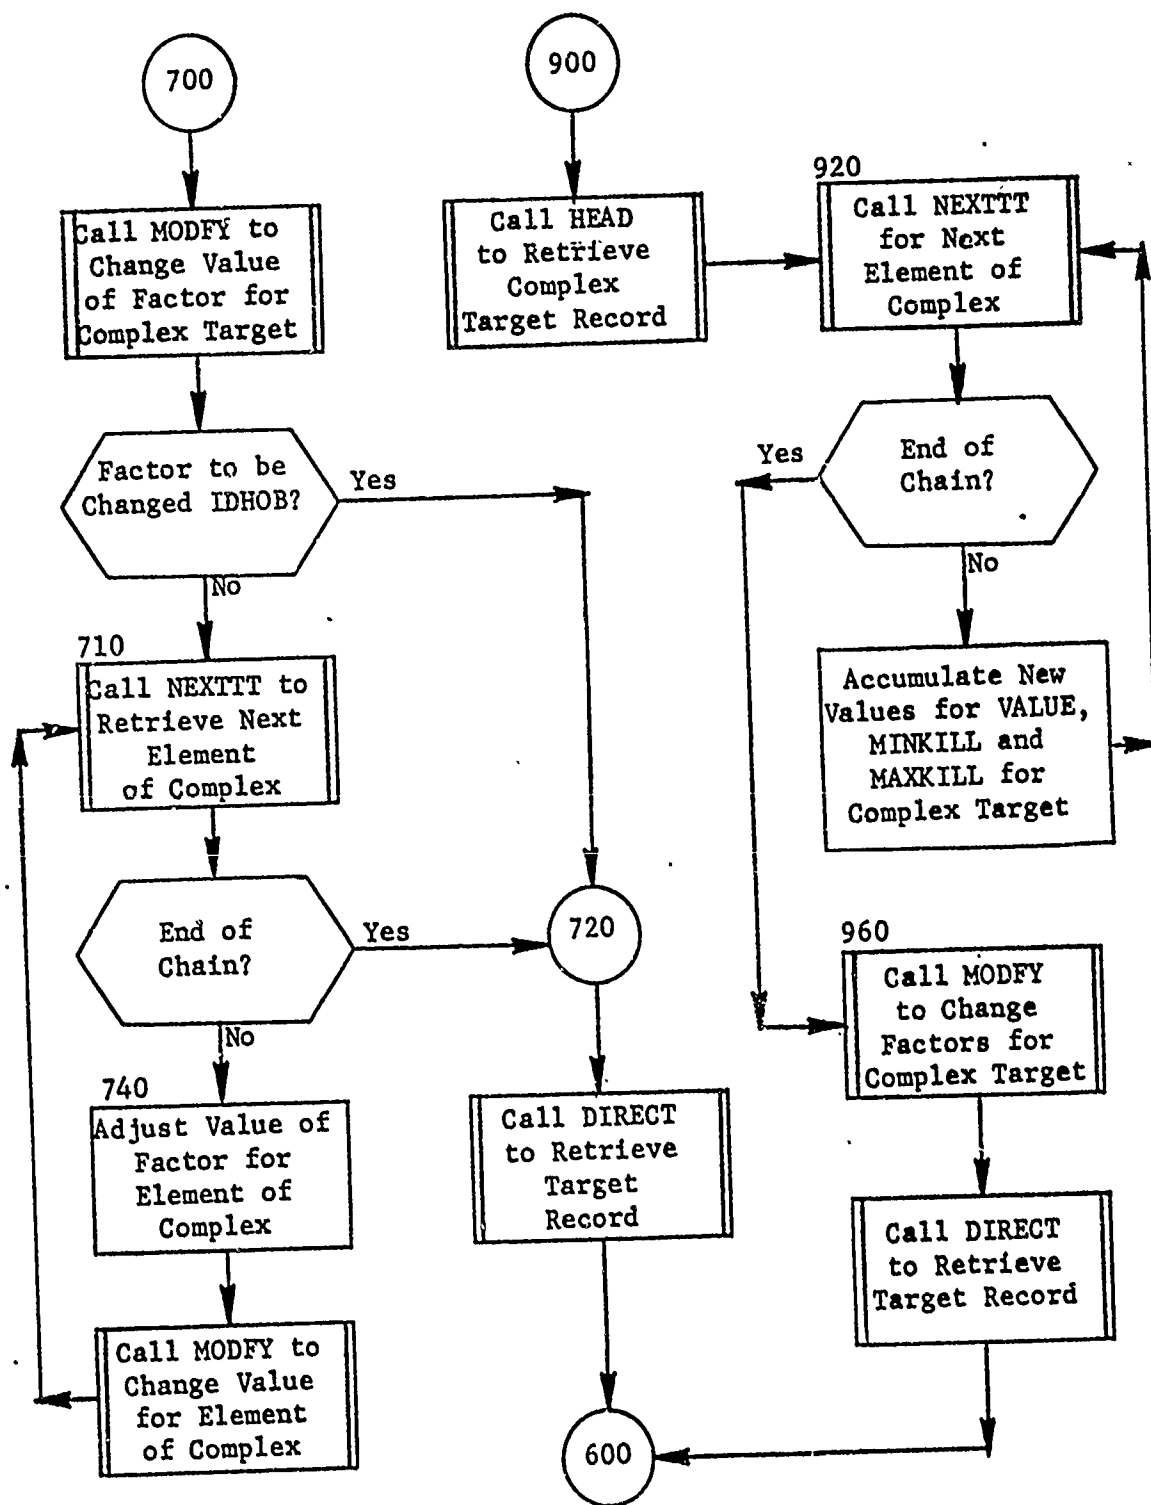 700
Call MODFY to
Change Value
of Factor for
Complex Target
Factor to be
Changed IDHOB?
Yes
No
710
Call NEXTTT to
Retrieve Next
Element
of Complex
End of
Chain?
Yes
No
740
Adjust Value of
Factor for
Element of
Complex
Call MODFY to
Change Value
for Element
of Complex
720
Call DIRECT
to Retrieve
Target
Record
600
900
Call HEAD
to Retrieve
Complex
Target Record
920
Call NEXTTT
for Next
Element of
Complex
End of
Chain?
Yes
No
Accumulate New
Values for VALUE,
MINKILL and
MAXKILL for
Complex Target
960
Call MODFY
to Change
Factors for
Complex Target
Call DIRECT
to Retrieve
Target Record